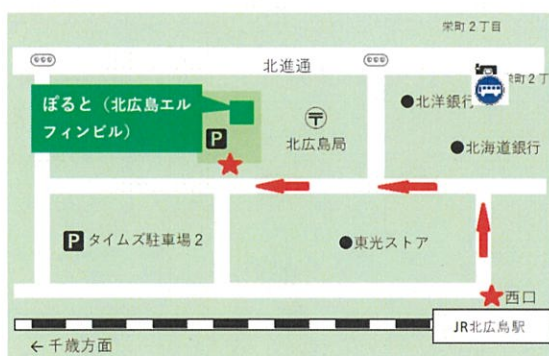 栄町2丁目
北進通
栄町2丁
ぽると（北広島エル
フィンビル）
P
〒
北広島局
●北洋銀行
●北海道銀行
P タイムズ駐車場2
●東光ストア
西口
JR北広島駅
←千歳方面